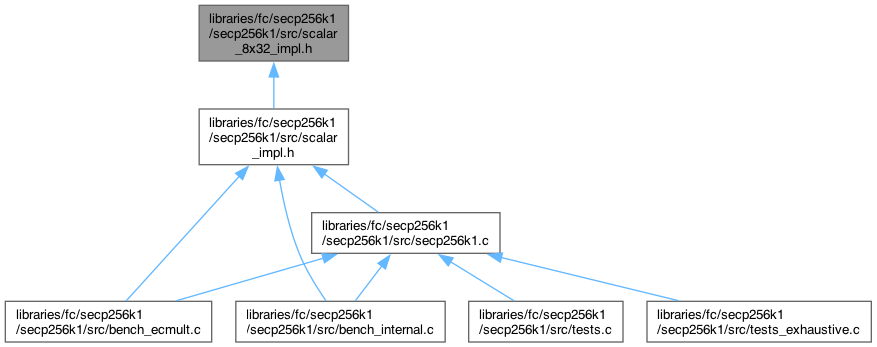 libraries/fc/secp256k1
/secp256k1/src/scalar
_8x32_impl.h
libraries/fc/secp256k1
/secp256k1/src/scalar
_impl.h
libraries/fc/secp256k1
/secp256k1/src/secp256k1.c
libraries/fc/secp256k1
/secp256k1/src/bench_ecmult.c
libraries/fc/secp256k1
/secp256k1/src/bench_internal.c
libraries/fc/secp256k1
/secp256k1/src/tests.c
libraries/fc/secp256k1
/secp256k1/src/tests_exhaustive.c